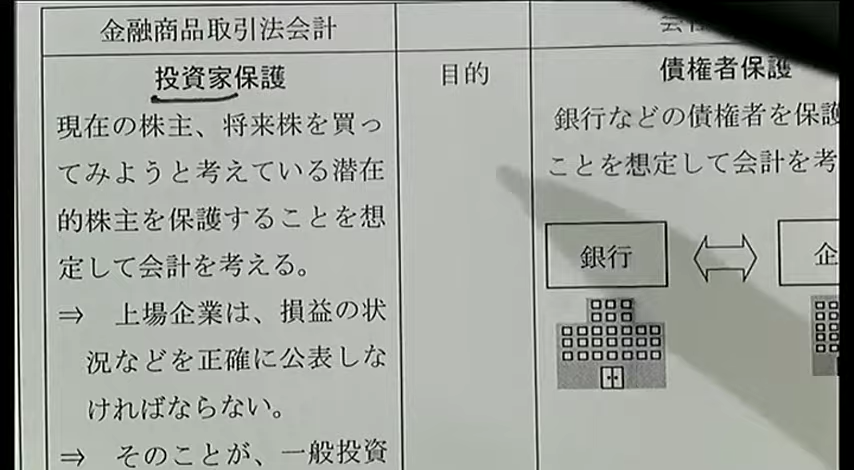 金融商品取引法会計
投資家保護
現在の株主、将来株を買っ
てみようと考えている潜在
的株主を保護することを想
定して会計を考える。
⇒ 上場企業は、損益の状
況などを正確に公表しな
ければならない。
⇒ そのことが、一般投資
目的
債権者保護
銀行などの債権者を保護
ことを想定して会計を考
銀行
企